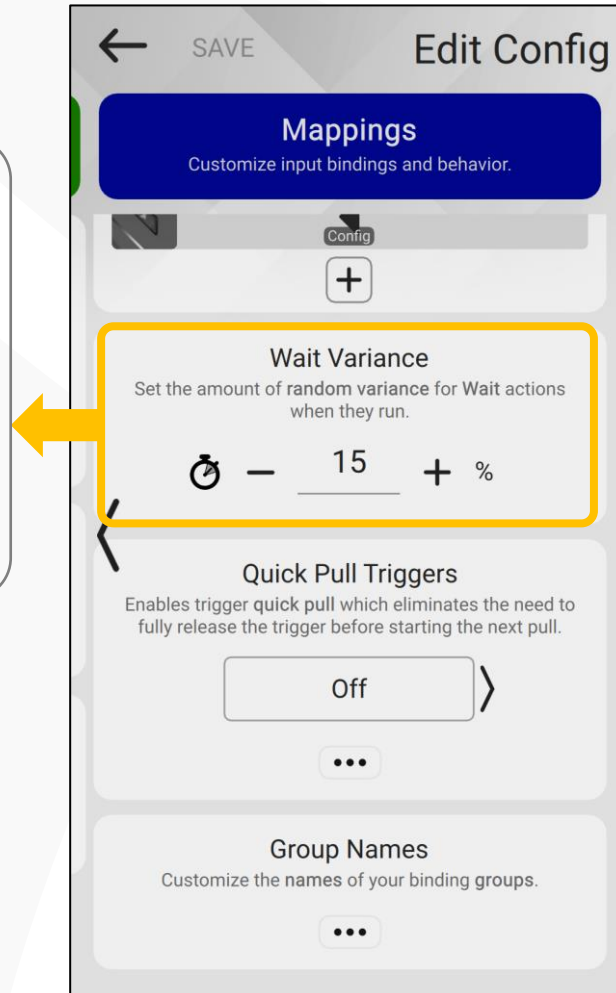 SAVE
Edit Config
Mappings
Customize input bindings and behavior.
Config
Wait Variance
Set the amount of random variance for Wait actions
when they run.
15
%
Quick Pull Triggers
Enables trigger quick pull which eliminates the need to
fully release the trigger before starting the next pull.
Off
Group Names
Customize the names of your binding groups.